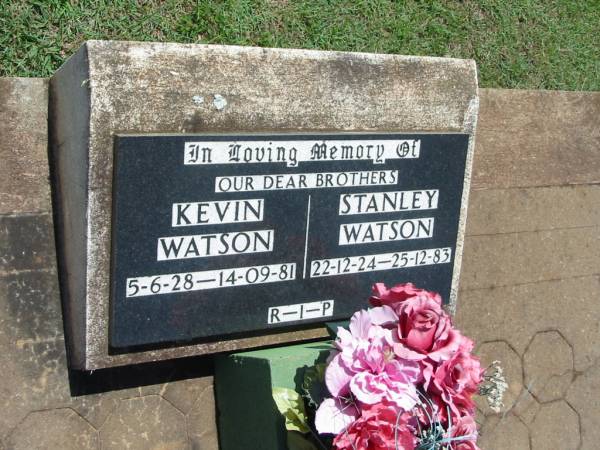 In Loving Memory Of
OUR DEAR BROTHERS
KEVIN
WATSON
5-6-28—14-09-81
STANLEY
WATSON
22-12-24—25-12-83
R—I—P